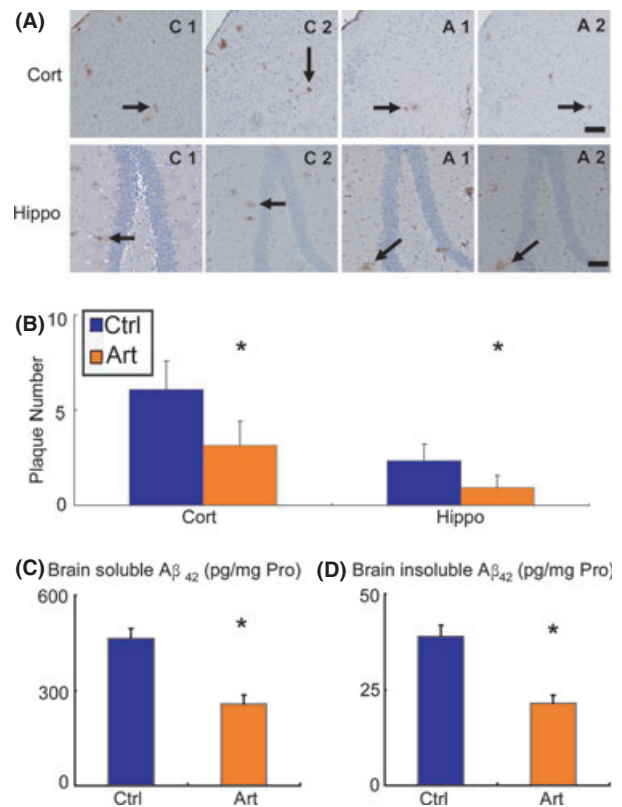 (A)
C 1 C 2 A 1 A 2
Cort
C 1 C 2 A 1 A 2
Hippo
(B)
Ctrl
Art
Plaque Number
10
5
0
* *
Cort Hippo
(C) Brain soluble Aβ 42 (pg/mg Pro)
600
300
0
*
Ctrl Art
(D) Brain insoluble Aβ42 (pg/mg Pro)
50
25
0
*
Ctrl Art